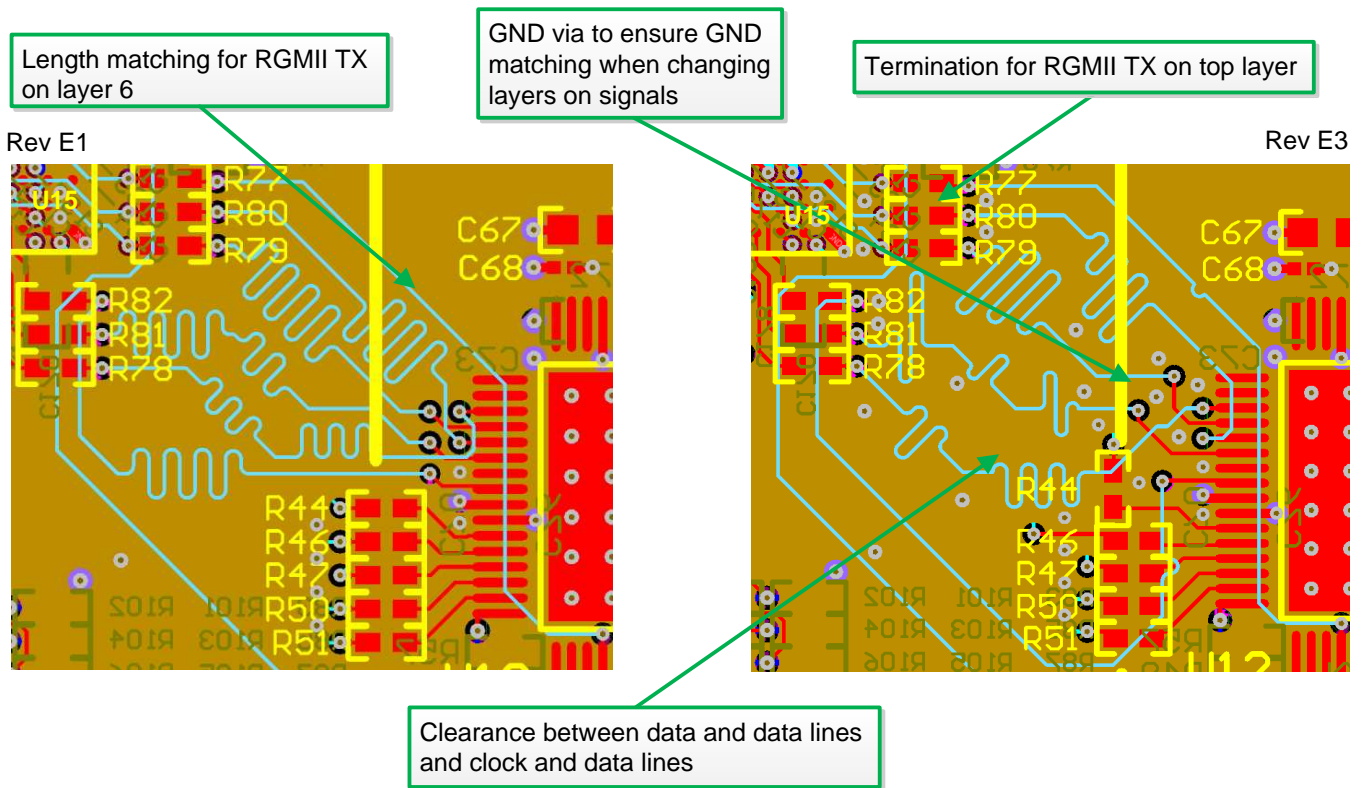 Length matching for RGMII TX
on layer 6
GND via to ensure GND
matching when changing
layers on signals
Termination for RGMII TX on top layer
Rev E1
Rev E3
R77
U15
R80
R79
C67
C68
R82
R81
R78
C73
R44
R46
R47
R50
R51
R102 R101
R104 R103
R106 R105
R77
U15
R80
R79
C67
C68
R82
R81
R78
C73
R44
R46
R47
R50
R51
R102 R101
R104 R103
R106 R105 R87
U12
Clearance between data and data lines
and clock and data lines